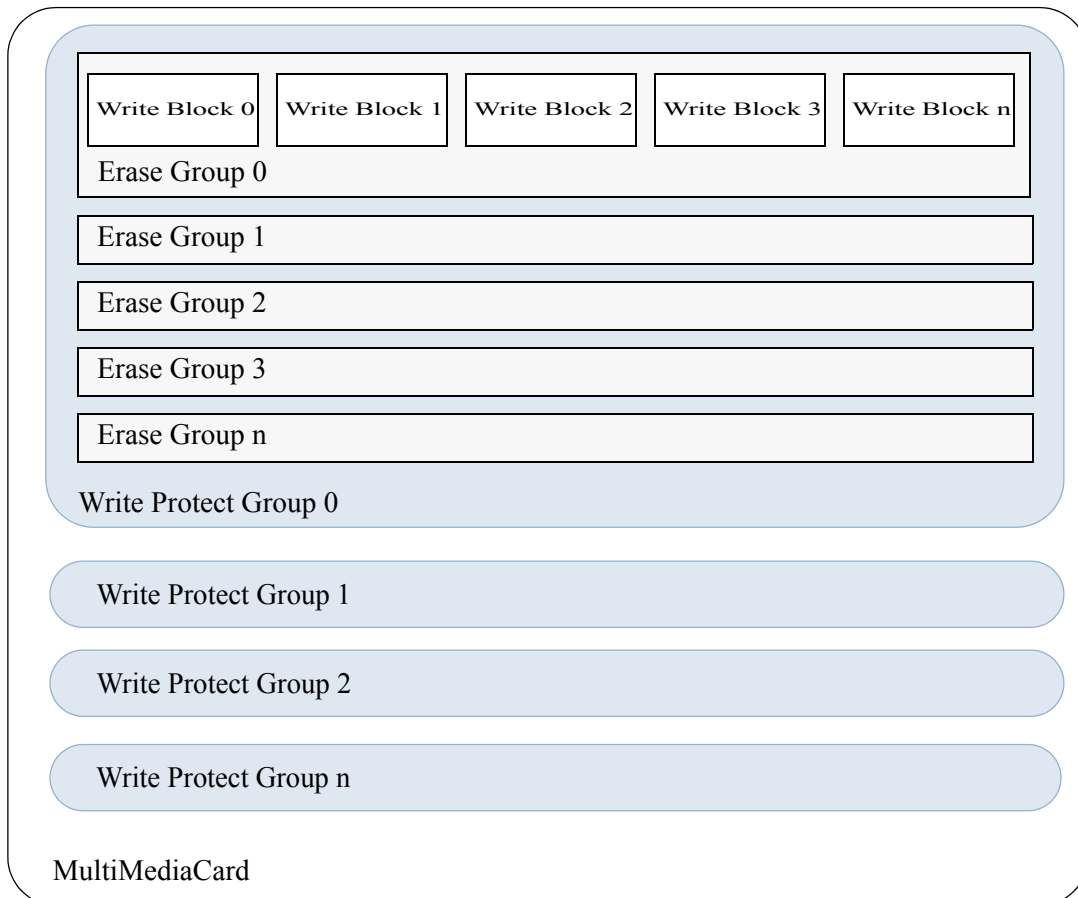 Write Block 0 Write Block 1 Write Block 2 Write Block 3 Write Block n
Erase Group 0
Erase Group 1
Erase Group 2
Erase Group 3
Erase Group n
Write Protect Group 0
Write Protect Group 1
Write Protect Group 2
Write Protect Group n
MultiMediaCard